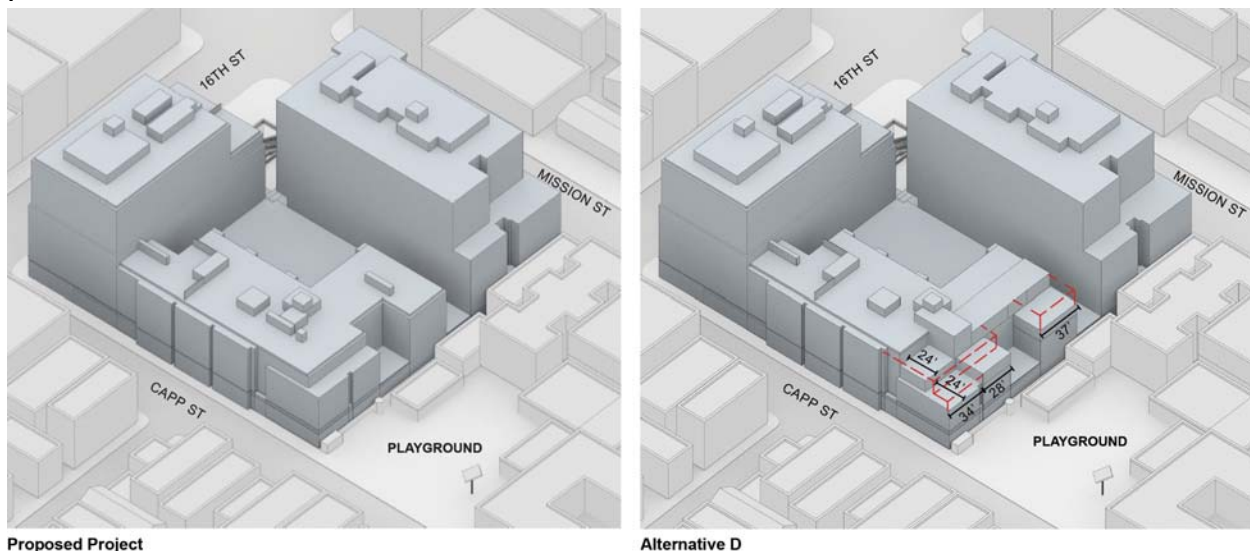 16TH ST
MISSION ST
CAPP ST
PLAYGROUND
Proposed Project
16TH ST
MISSION ST
37'
24'
24'
28'
34'
CAPP ST
PLAYGROUND
Alternative D